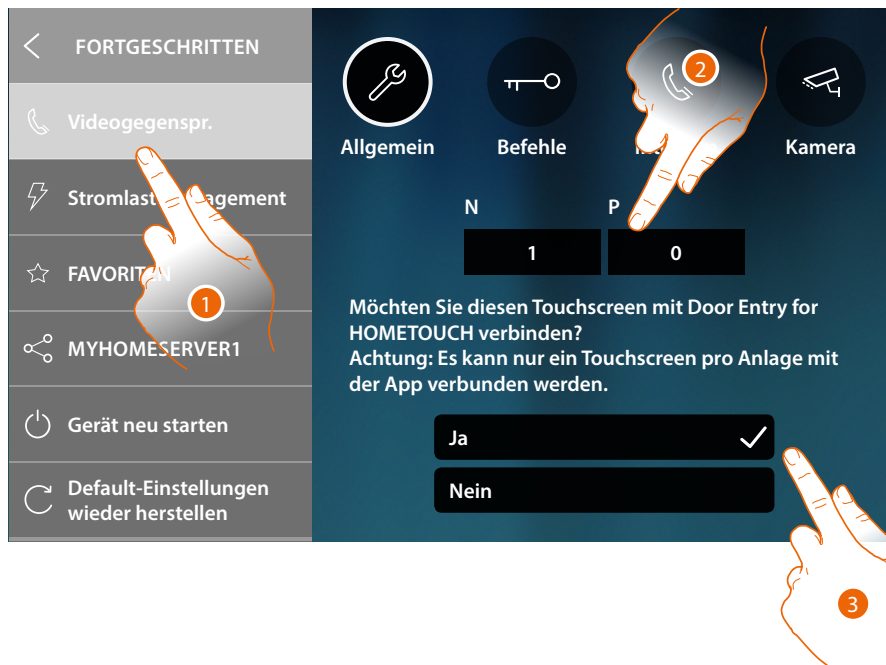 FORTGESCHRITTEN
Videogegenspr.
Stromlast
agement
FAVORITEN
MYHOMESERVER1
Gerät neu starten
Default-Einstellungen
wieder herstellen
1
2
Allgemein
Befehle
Kamera
N
P
1
0
Möchten Sie diesen Touchscreen mit Door Entry for
HOMETOUCH verbinden?
Achtung: Es kann nur ein Touchscreen pro Anlage mit
der App verbunden werden.
Ja
Nein
3